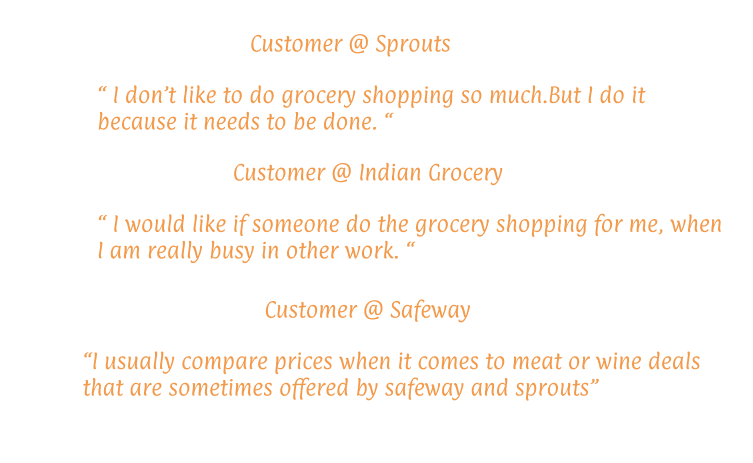 Customer @ Sprouts
“ I don’t like to do grocery shopping so much.But I do it
because it needs to be done. “
Customer @ Indian Grocery
“ I would like if someone do the grocery shopping for me, when
I am really busy in other work. “
Customer @ Safeway
“I usually compare prices when it comes to meat or wine deals
that are sometimes offered by safeway and sprouts”